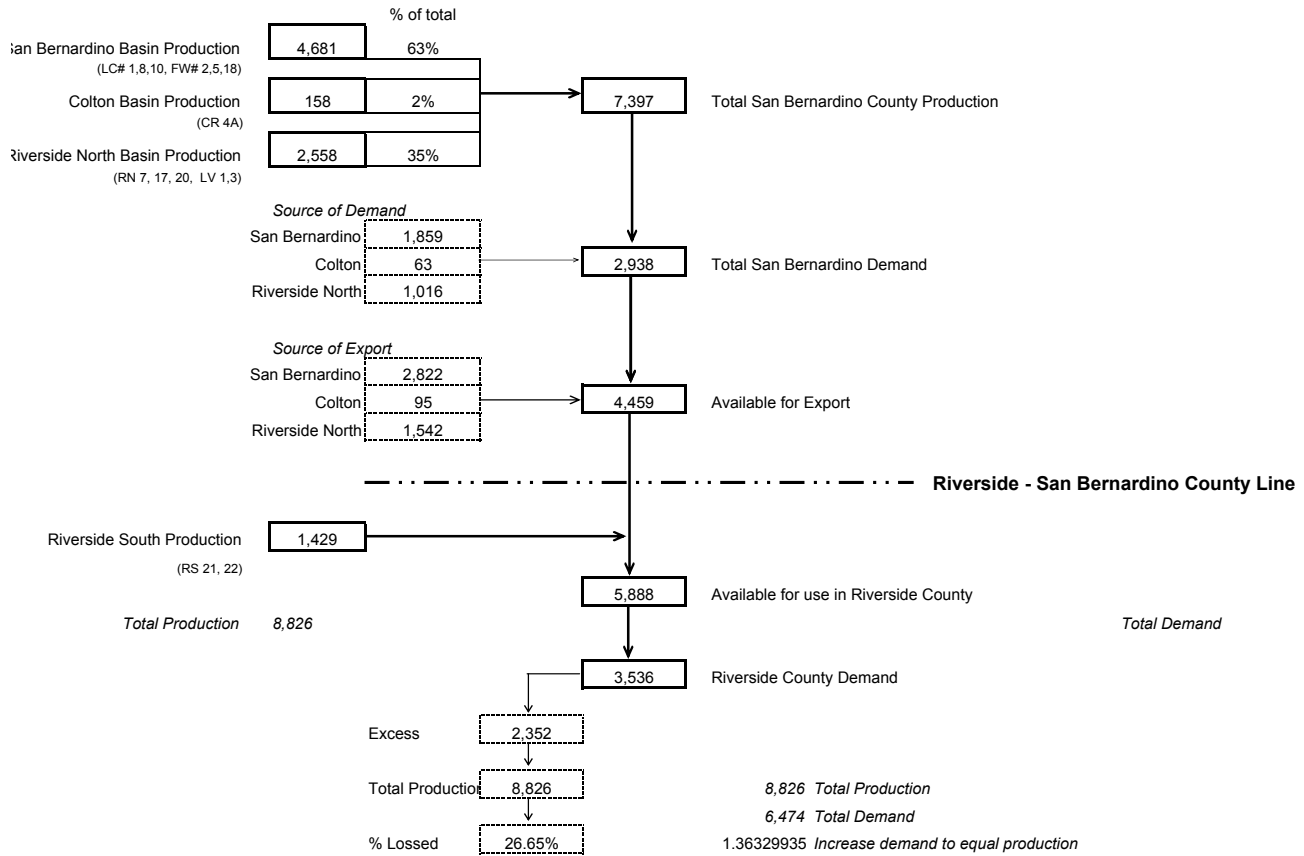 % of total
San Bernardino Basin Production 4,681 63%
(LC# 1,8,10, FW# 2,5,18)
Colton Basin Production 158 2% 7,397 Total San Bernardino County Production
(CR 4A)
Riverside North Basin Production 2,558 35%
(RN 7, 17, 20, LV 1,3)
Source of Demand
San Bernardino 1,859
Colton 63 2,938 Total San Bernardino Demand
Riverside North 1,016
Source of Export
San Bernardino 2,822
Colton 95 4,459 Available for Export
Riverside North 1,542
Riverside - San Bernardino County Line
Riverside South Production 1,429
(RS 21, 22)
5,888 Available for use in Riverside County
Total Production 8,826 Total Demand
3,536 Riverside County Demand
Excess 2,352
Total Production 8,826 8,826 Total Production
6,474 Total Demand
% Lossed 26.65% 1.36329935 Increase demand to equal production